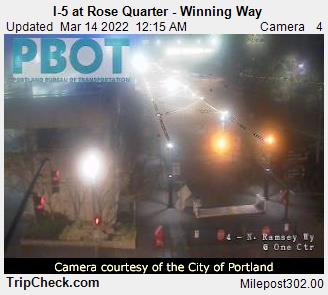 I-5 at Rose Quarter - Winning Way
Updated Mar 14 2022 12:15 AM Camera 4
PBOT
PORTLAND BUREAU OF TRANSPORTATION
4 - N. Ramsey Wy
@ One Ctr
Camera courtesy of the City of Portland
TripCheck.com Milepost302.00